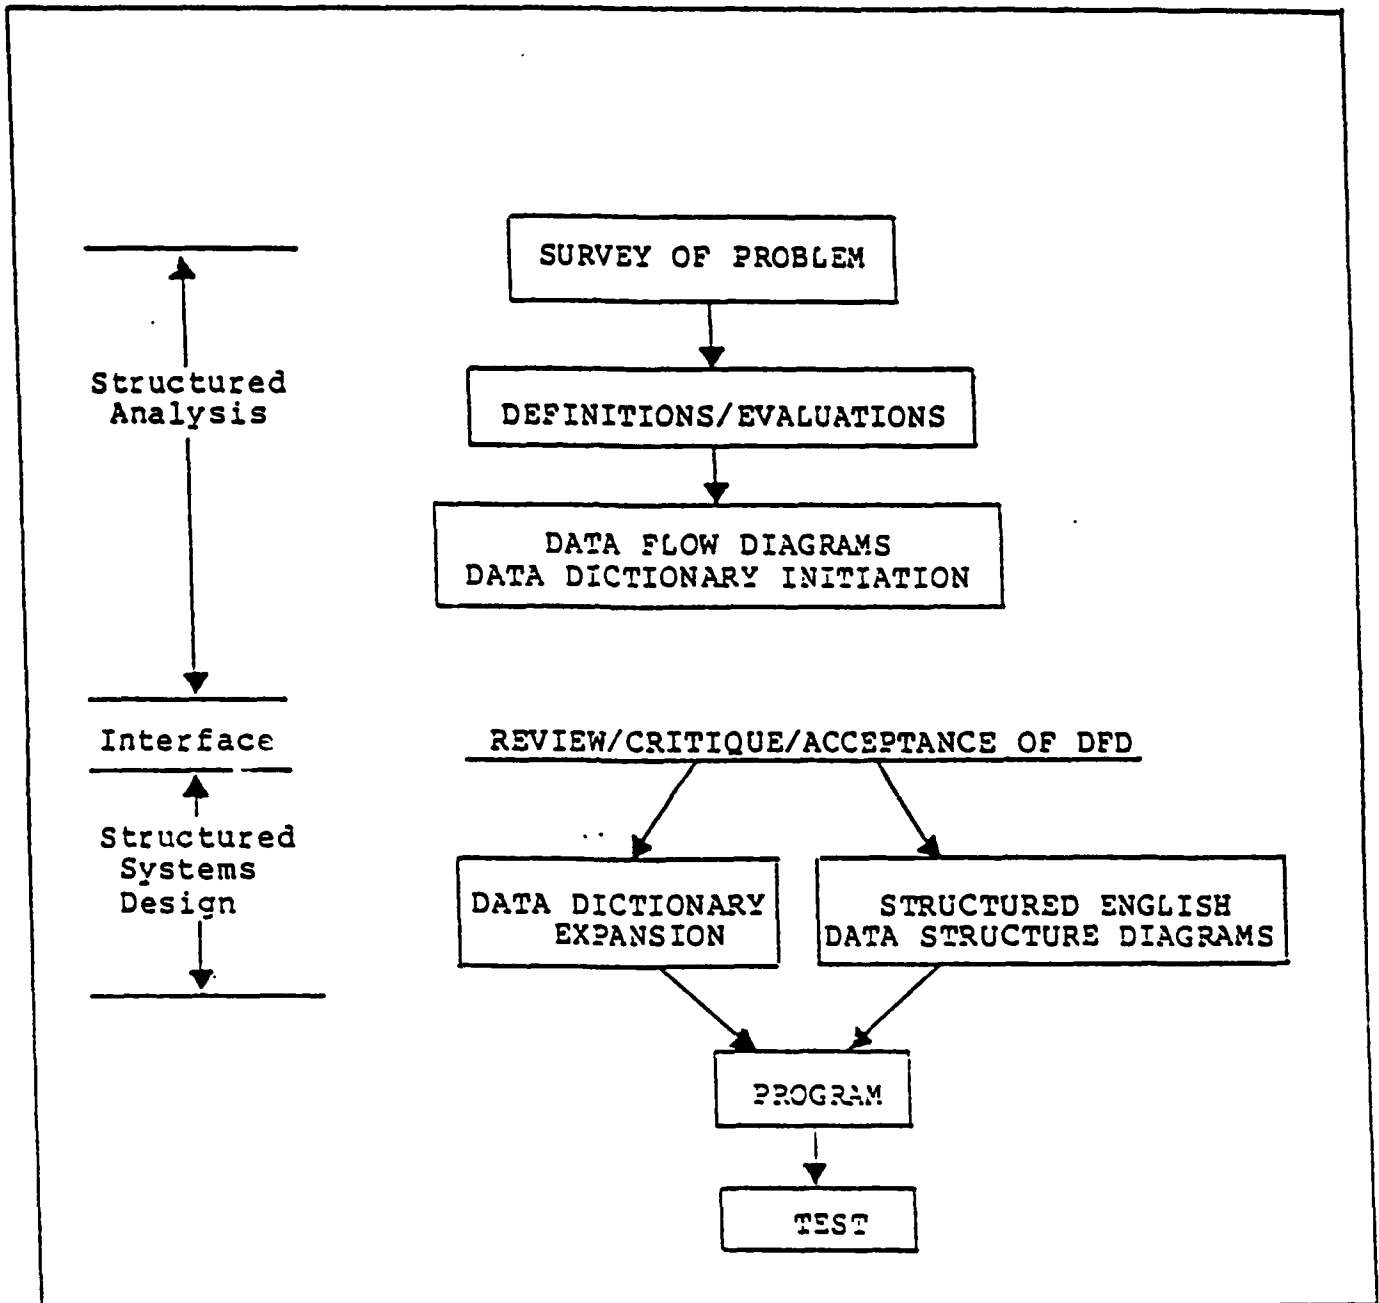 SURVEY OF PROBLEM
Structured
Analysis
DEFINITIONS/EVALUATIONS
DATA FLOW DIAGRAMS
DATA DICTIONARY INITIATION
Interface
REVIEW/CRITIQUE/ACCEPTANCE OF DFD
Structured
Systems
Design
DATA DICTIONARY
EXPANSION
STRUCTURED ENGLISH
DATA STRUCTURE DIAGRAMS
PROGRAM
TEST